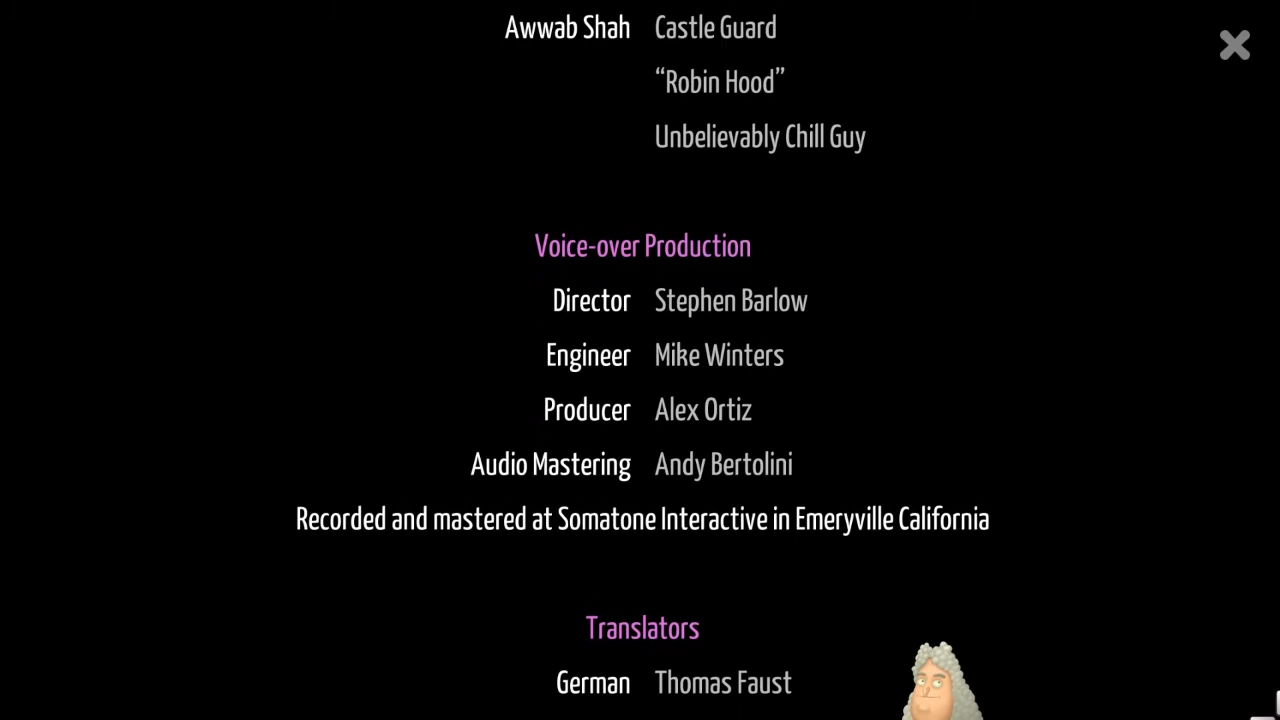 Awwab Shah Castle Guard
“Robin Hood”
Unbelievably Chill Guy
Voice-over Production
Director Stephen Barlow
Engineer Mike Winters
Producer Alex Ortiz
Audio Mastering Andy Bertolini
Recorded and mastered at Somatone Interactive in Emeryville California
Translators
German Thomas Faust